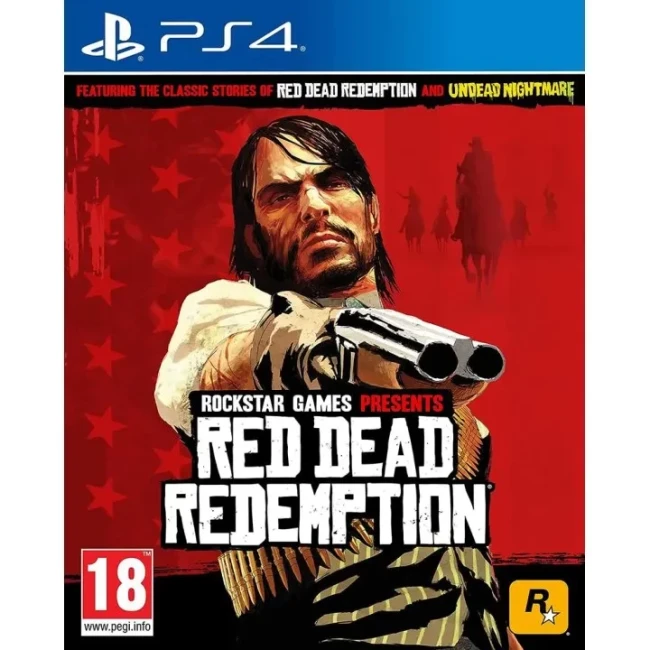 PS4
FEATURING THE CLASSIC STORIES OF RED DEAD REDEMPTION AND UNDEAD NIGHTMARE
ROCKSTAR GAMES PRESENTS
RED DEAD
REDEMPTION
18
www.pegi.info
R